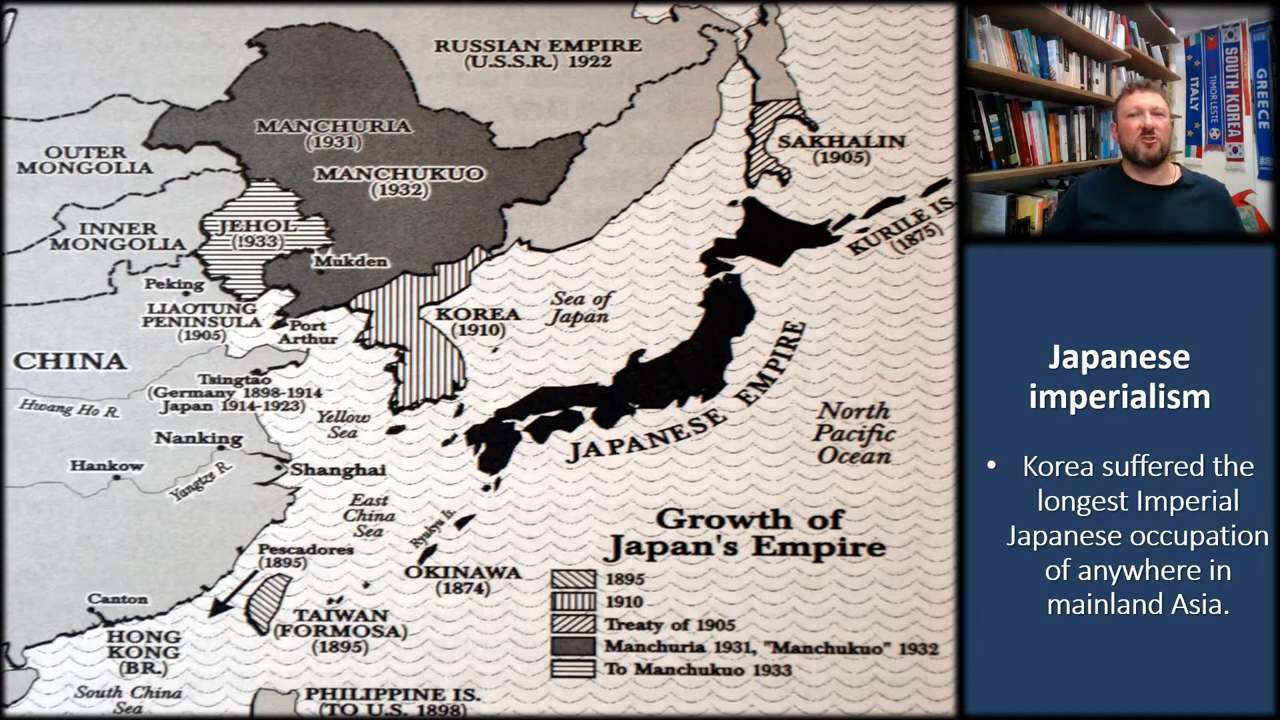 RUSSIAN EMPIRE
(U.S.S.R.) 1922
MANCHURIA
(1931)
MANCHUKUO
(1932)
OUTER
MONGOLIA
SAKHALIN
(1905)
INNER
MONGOLIA
JEHOL
(!933)
KURILE IS.
(1875)
Mukden
Peking
LIAOTUNG
PENINSULA
(1905)
Port
Arthur
KOREA
(1910)
Sea of
Japan
CHINA
Tsingtao
(Germany 1898-1914
Japan 1914-1923)
Hwang Ho R.
Yellow
Sea
JAPANESE EMPIRE
North
Pacific
Ocean
Nanking
Hankow
Yangtze R.
Shanghai
East
China
Sea
Ryukyu Is.
OKINAWA
(1874)
Pescadores
(1895)
TAIWAN
(FORMOSA)
(1895)
Canton
HONG
KONG
(BR.)
South China
Sea
PHILIPPINE IS.
(TO U.S. 1898)
Growth of
Japan's Empire
1895
1910
Treaty of 1905
Manchuria 1931, "Manchukuo" 1932
To Manchukuo 1933
ITALY
TIMOR LESTE
SOUTH KOREA
GREECE
Japanese
imperialism
• Korea suffered the
longest Imperial
Japanese occupation
of anywhere in
mainland Asia.